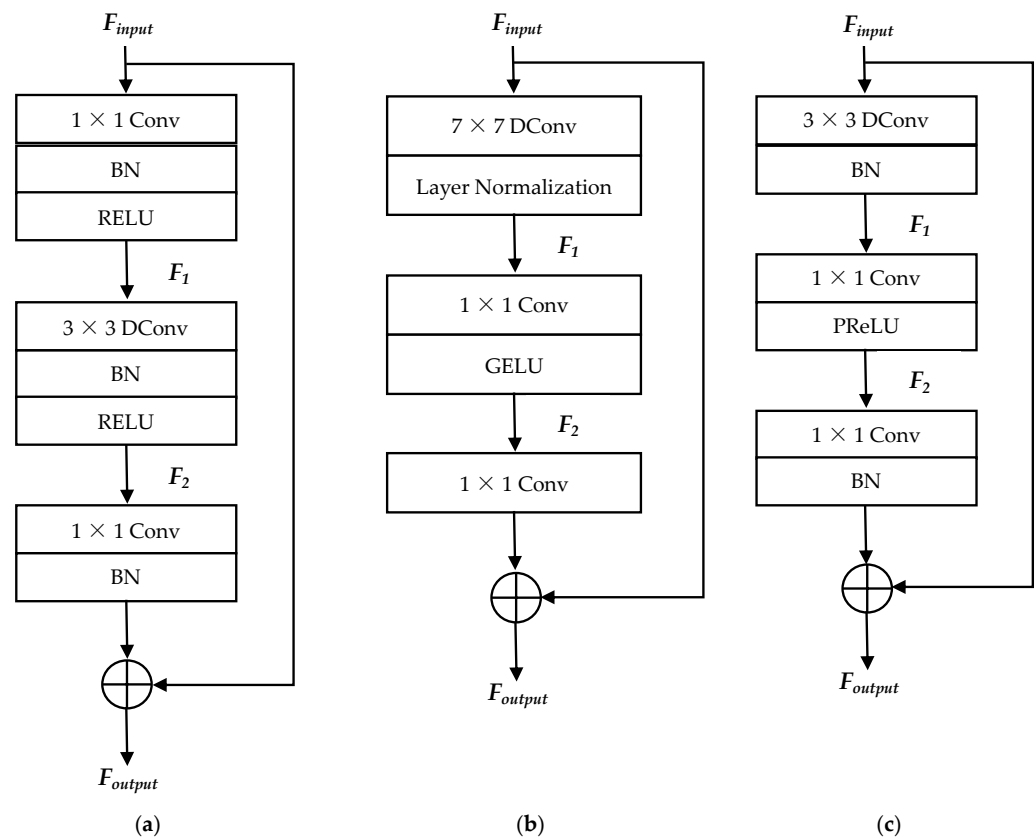 F_input
1 × 1 Conv
BN
RELU
F_1
3 × 3 DConv
BN
RELU
F_2
1 × 1 Conv
BN
F_output
(a)
F_input
7 × 7 DConv
Layer Normalization
F_1
1 × 1 Conv
GELU
F_2
1 × 1 Conv
F_output
(b)
F_input
3 × 3 DConv
BN
F_1
1 × 1 Conv
PReLU
F_2
1 × 1 Conv
BN
F_output
(c)